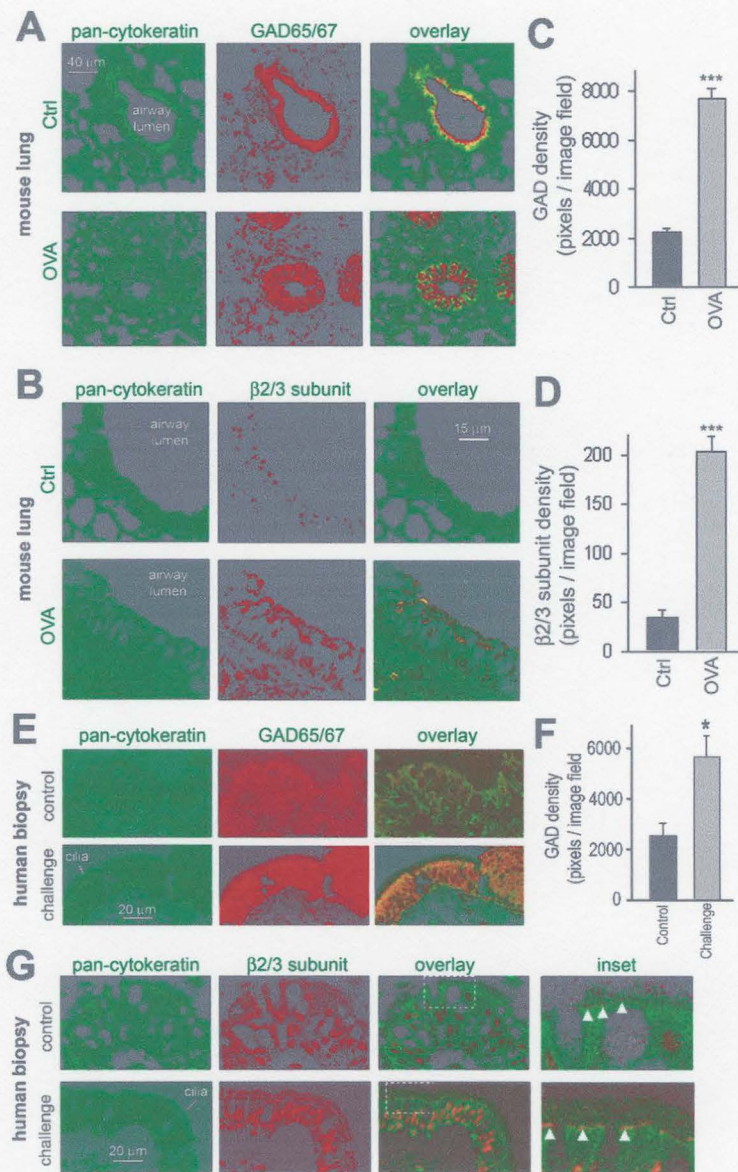 A
pan-cytokeratin GAD65/67 overlay
mouse lung
Ctrl
40 µm
airway
lumen
OVA
C
GAD density
(pixels / image field)
8000
6000
4000
2000
0
***
Ctrl
OVA
B
pan-cytokeratin β2/3 subunit overlay
mouse lung
Ctrl
airway
lumen
15 µm
OVA
airway
lumen
D
β2/3 subunit density
(pixels / image field)
200
150
100
50
0
***
Ctrl
OVA
E
pan-cytokeratin GAD65/67 overlay
human biopsy
control
challenge
cilia
20 µm
F
GAD density
(pixels / image field
6000
4000
2000
0
*
Control
Challenge
G
pan-cytokeratin β2/3 subunit overlay inset
human biopsy
control
challenge
cilia
20 µm